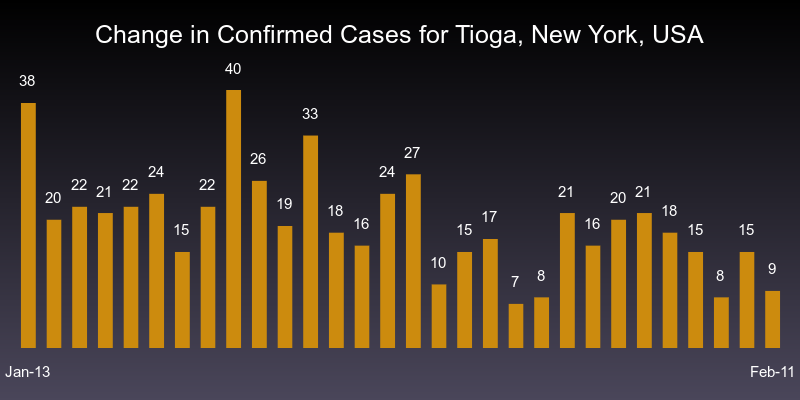 Change in Confirmed Cases for Tioga, New York, USA
38 20 22 21 22 24 15 22 40 26 19 33 18 16 24 27 10 15 17 7 8 21 16 20 21 18 15 8 15 9
Jan-13 Feb-11